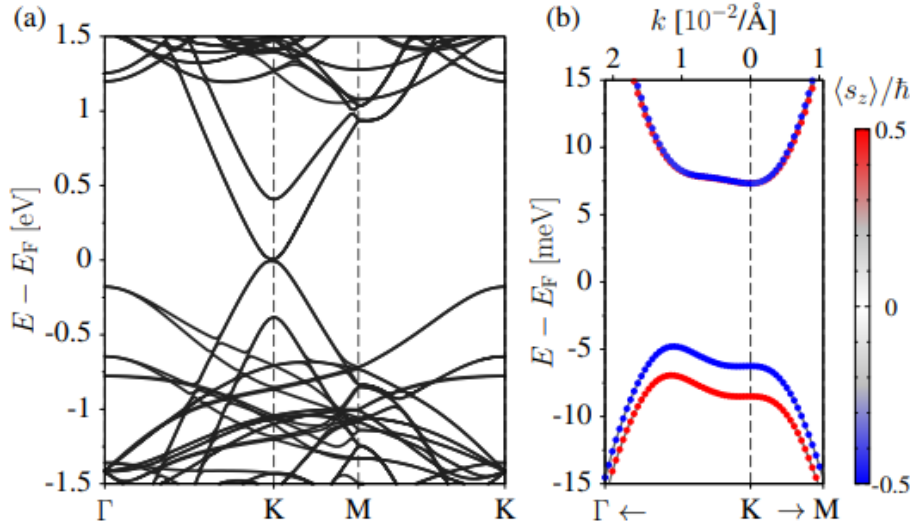 (a)
1.5
1
0.5
0
-0.5
-1
-1.5
E − E_F [eV]
Γ K M K
(b)
k [10⁻²/Å]
2 1 0 1
15
10
5
0
-5
-10
-15
E − E_F [meV]
Γ ← K → M
⟨s_z⟩/ħ
0.5
0
-0.5